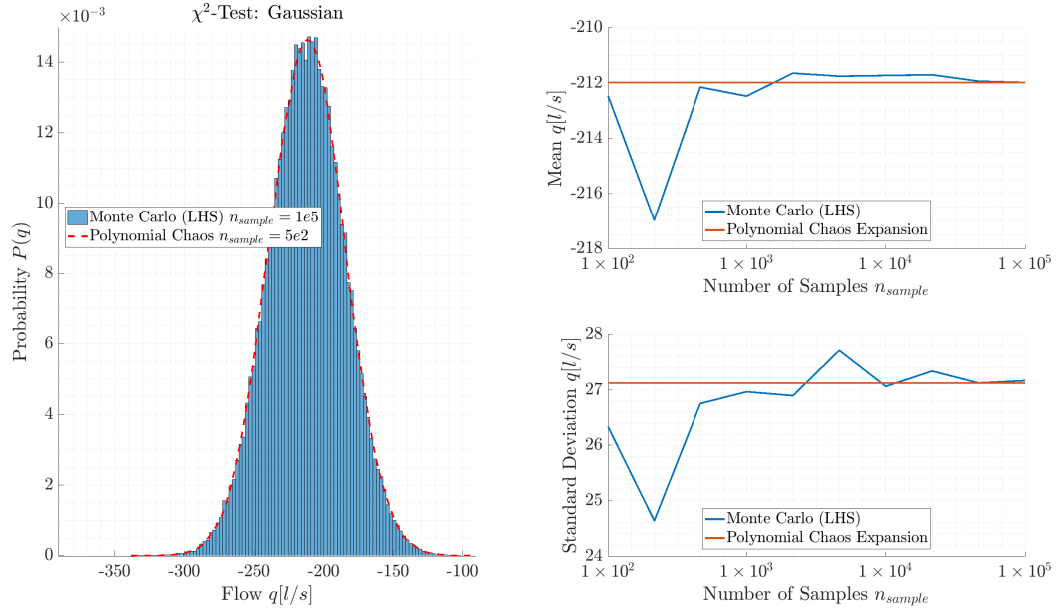 χ²-Test: Gaussian
×10⁻³
14
12
10
8
6
4
2
0
Probability P(q)
Monte Carlo (LHS) n_sample = 1e5
Polynomial Chaos n_sample = 5e2
-350
-300
-250
-200
-150
-100
Flow q[l/s]
-210
-212
-214
-216
-218
Mean q[l/s]
Monte Carlo (LHS)
Polynomial Chaos Expansion
1 × 10²
1 × 10³
1 × 10⁴
1 × 10⁵
Number of Samples n_sample
28
27
26
25
24
Standard Deviation q[l/s]
Monte Carlo (LHS)
Polynomial Chaos Expansion
1 × 10²
1 × 10³
1 × 10⁴
1 × 10⁵
Number of Samples n_sample